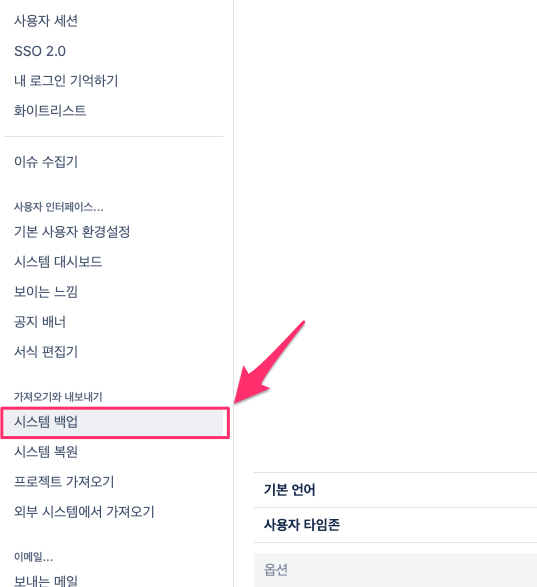 사용자 세션
SSO 2.0
내 로그인 기억하기
화이트리스트
이슈 수집기
사용자 인터페이스...
기본 사용자 환경설정
시스템 대시보드
보이는 느낌
공지 배너
서식 편집기
가져오기와 내보내기
시스템 백업
시스템 복원
프로젝트 가져오기
외부 시스템에서 가져오기
이메일...
보내는 메일
기본 언어
사용자 타임존
옵션